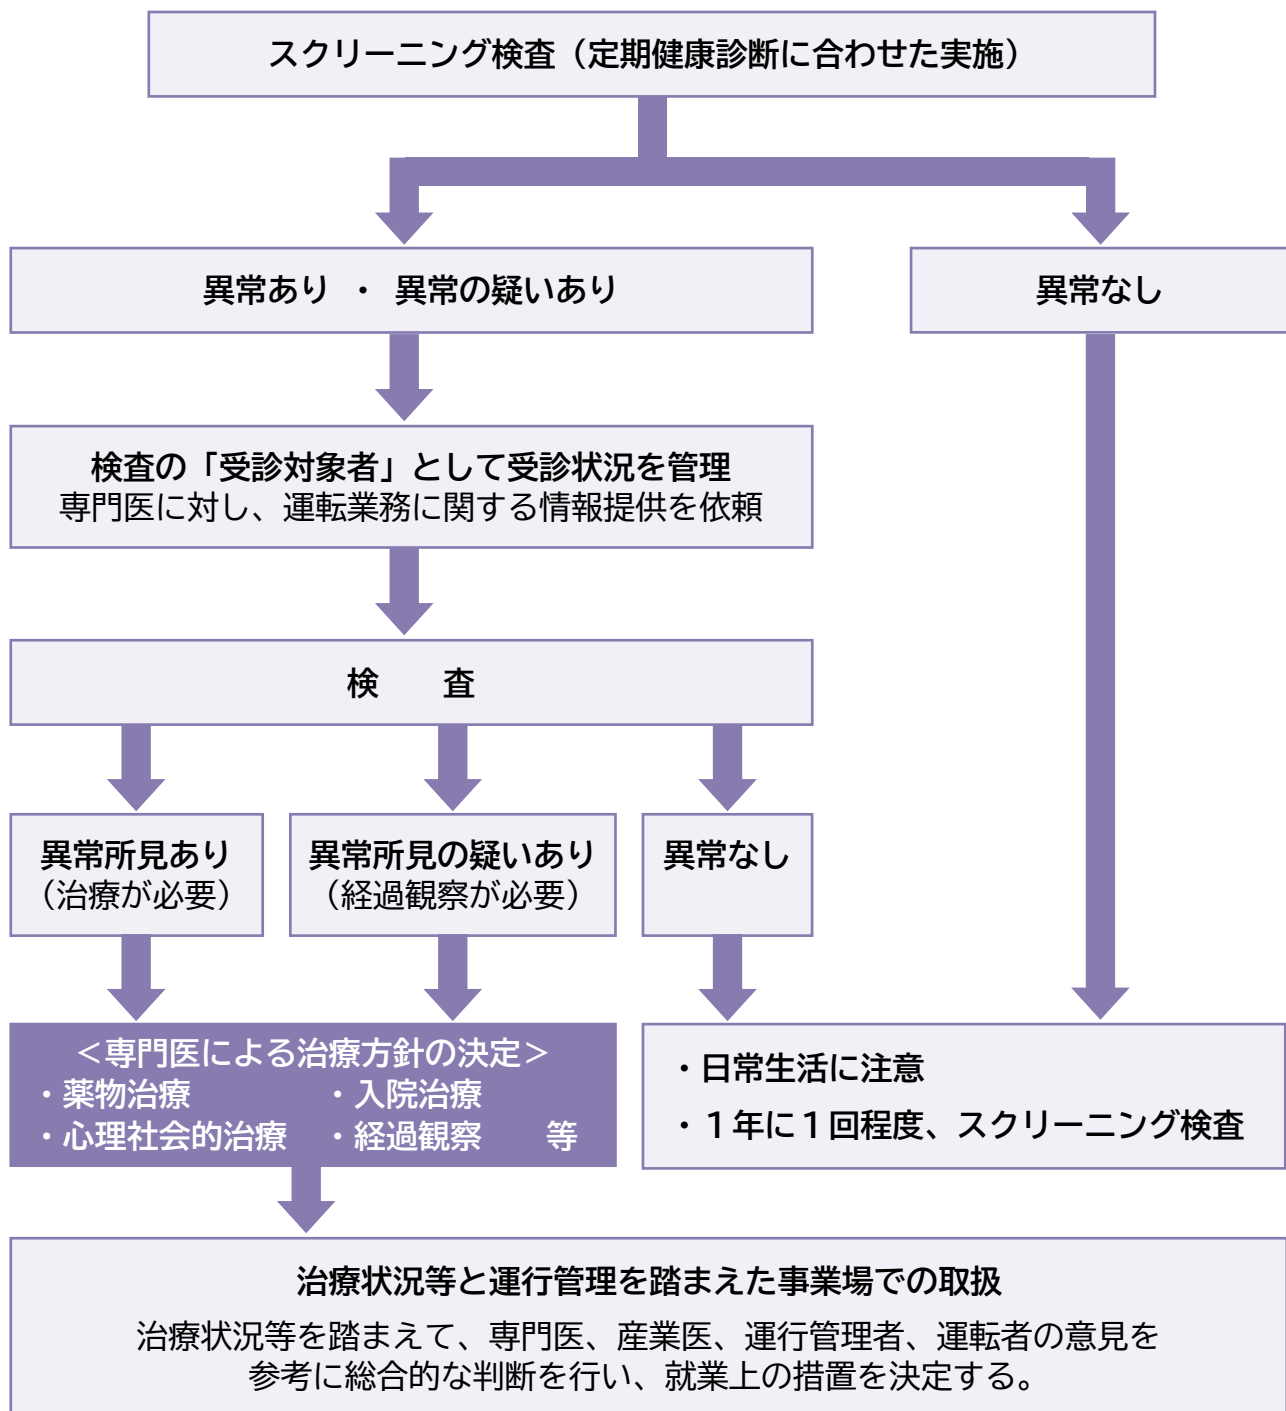 スクリーニング検査（定期健康診断に合わせた実施）
異常あり ・ 異常の疑いあり
異常なし
検査の「受診対象者」として受診状況を管理
専門医に対し、運転業務に関する情報提供を依頼
検　　査
異常所見あり
（治療が必要）
異常所見の疑いあり
（経過観察が必要）
異常なし
＜専門医による治療方針の決定＞
・薬物治療　　　　・入院治療
・心理社会的治療　・経過観察　　等
・日常生活に注意
・１年に１回程度、スクリーニング検査
治療状況等と運行管理を踏まえた事業場での取扱
治療状況等を踏まえて、専門医、産業医、運行管理者、運転者の意見を
参考に総合的な判断を行い、就業上の措置を決定する。